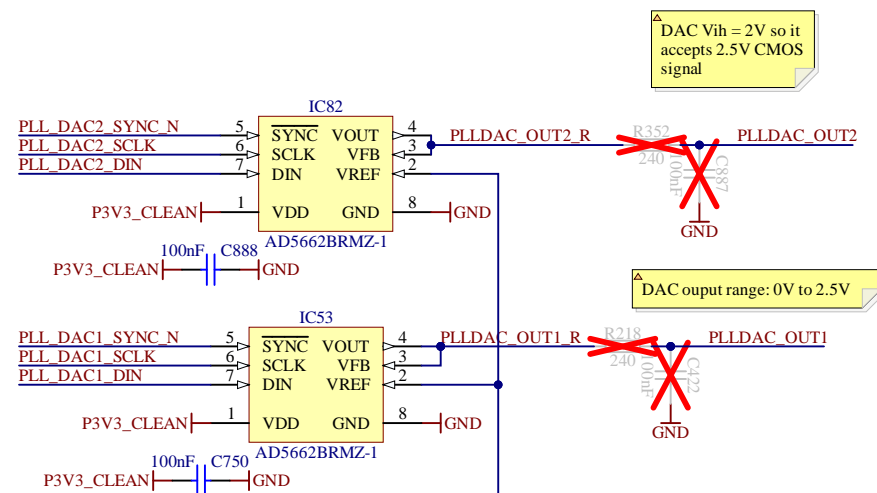 DAC Vih = 2V so it
accepts 2.5V CMOS
signal
IC82
PLL_DAC2_SYNC_N 5 SYNC VOUT 4 PLLDAC_OUT2_R R352 PLLDAC_OUT2
PLL_DAC2_SCLK 6 SCLK VFB 3 240
PLL_DAC2_DIN 7 DIN VREF 2 100nF C887
P3V3_CLEAN 1 VDD GND 8 GND
GND
AD5662BRMZ-1
100nF C888
P3V3_CLEAN GND
DAC ouput range: 0V to 2.5V
IC53
PLL_DAC1_SYNC_N 5 SYNC VOUT 4 PLLDAC_OUT1_R R218 PLLDAC_OUT1
PLL_DAC1_SCLK 6 SCLK VFB 3 240
PLL_DAC1_DIN 7 DIN VREF 2 100nF C422
P3V3_CLEAN 1 VDD GND 8 GND
GND
AD5662BRMZ-1
100nF C750
P3V3_CLEAN GND